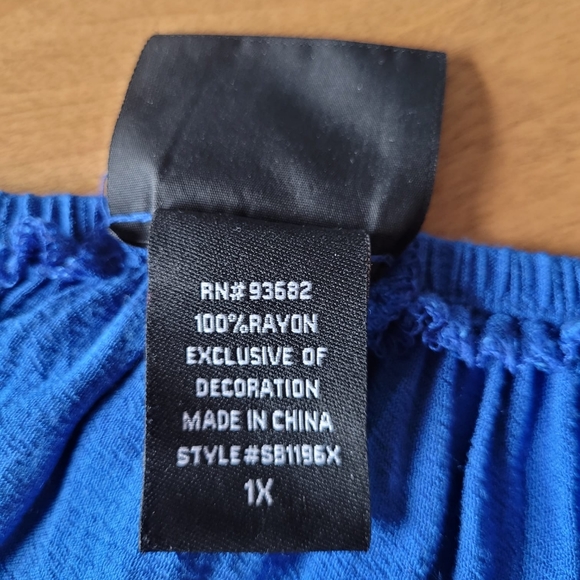 RN# 93682
100%RAYON
EXCLUSIVE OF
DECORATION
MADE IN CHINA
STYLE#SB1196X
1X